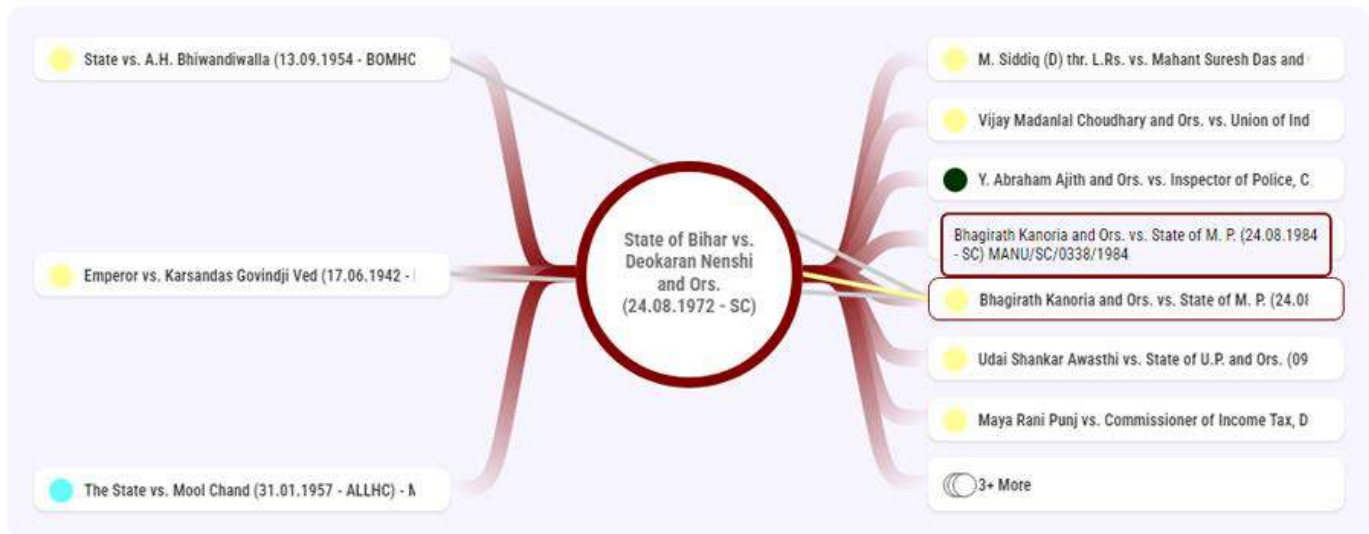 State vs. A.H. Bhiwandiwalla (13.09.1954 - BOMHC
Emperor vs. Karsandas Govindji Ved (17.06.1942 -
The State vs. Mool Chand (31.01.1957 - ALLHC) -
State of Bihar vs.
Deokaran Nenshi
and Ors.
(24.08.1972 - SC)
M. Siddiq (D) thr. L.Rs. vs. Mahant Suresh Das and
Vijay Madanlal Choudhary and Ors. vs. Union of Ind
Y. Abraham Ajith and Ors. vs. Inspector of Police, C
Bhagirath Kanoria and Ors. vs. State of M. P. (24.08.1984
- SC) MANU/SC/0338/1984
Bhagirath Kanoria and Ors. vs. State of M. P. (24.08
Udai Shankar Awasthi vs. State of U.P. and Ors. (09
Maya Rani Punj vs. Commissioner of Income Tax, D
3+ More